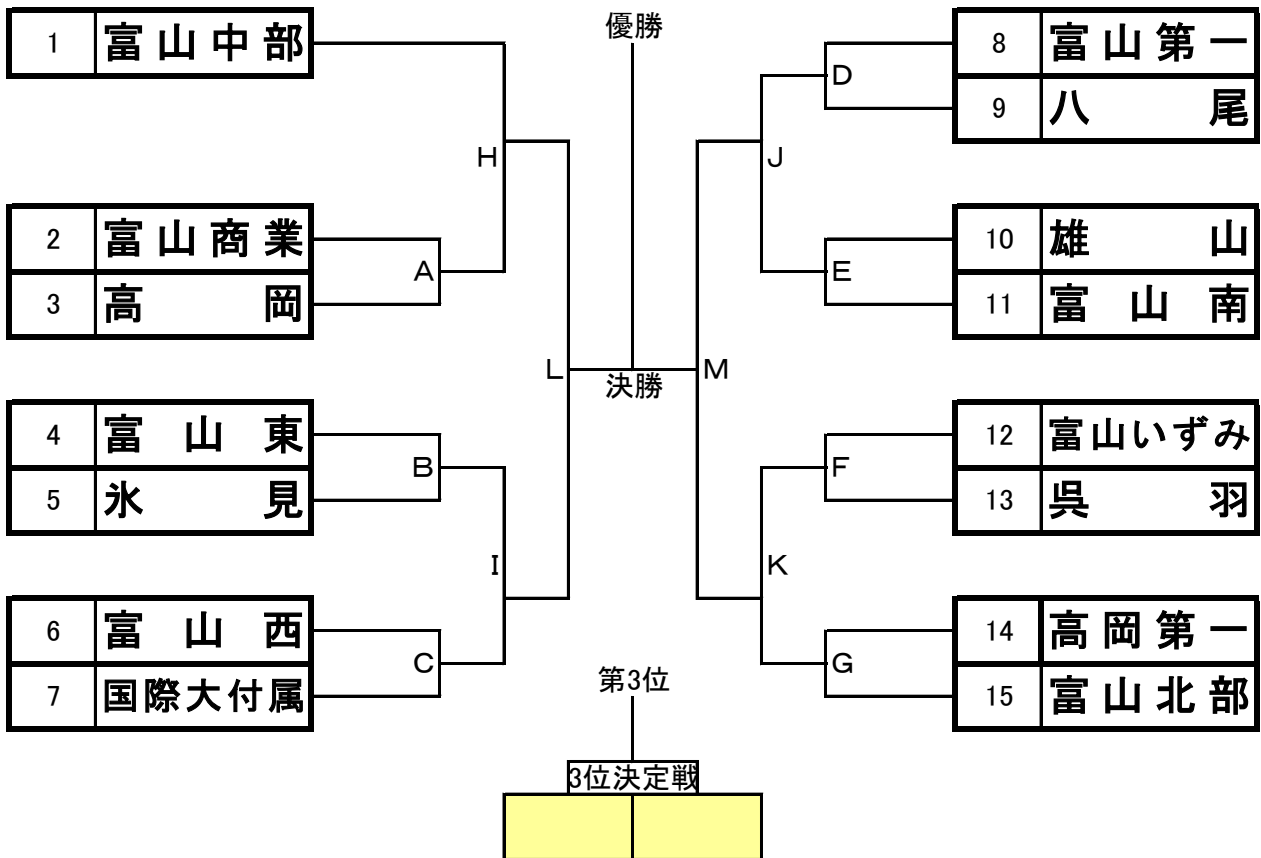 優勝
1 富山中部
2 富山商業
3 高岡
4 富山東
5 氷見
6 富山西
7 国際大付属
H
A
L
B
I
C
決勝
8 富山第一
9 八尾
10 雄山
11 富山南
12 富山いずみ
13 呉羽
14 高岡第一
15 富山北部
D
J
E
M
F
K
G
第3位
3位決定戦